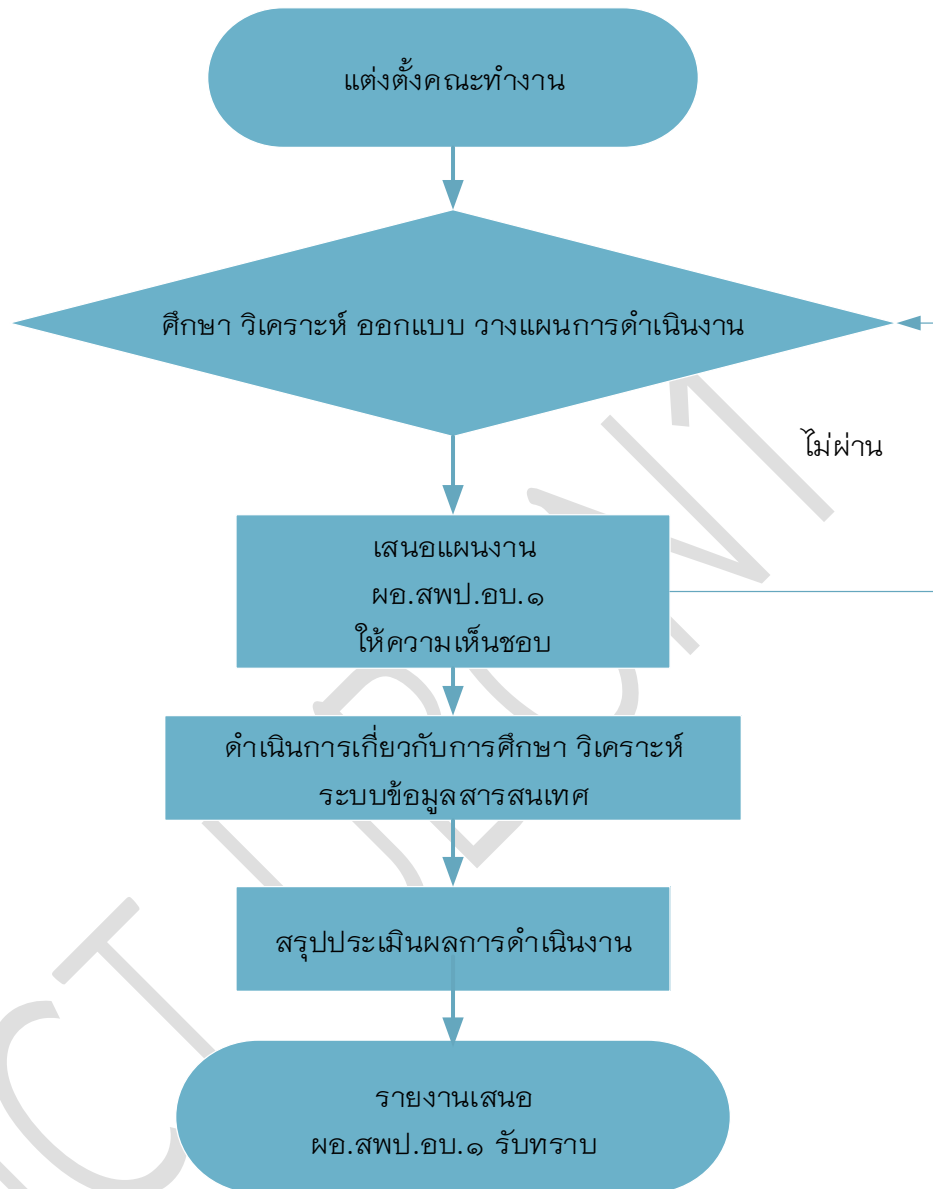 แต่งตั้งคณะทำงาน
ศึกษา วิเคราะห์ ออกแบบ วางแผนการดำเนินงาน
ไม่ผ่าน
เสนอแผนงาน
ผอ.สพป.อบ.๑
ให้ความเห็นชอบ
ดำเนินการเกี่ยวกับการศึกษา วิเคราะห์
ระบบข้อมูลสารสนเทศ
สรุปประเมินผลการดำเนินงาน
รายงานเสนอ
ผอ.สพป.อบ.๑ รับทราบ